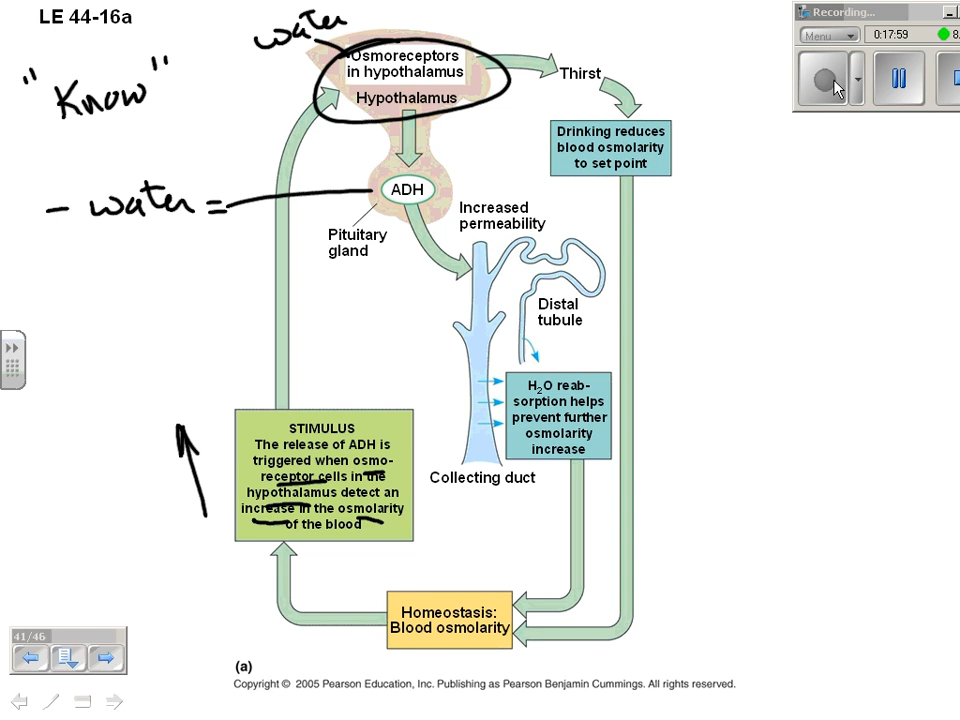 LE 44-16a
Recording...
Menu
0:17:59
8
water
"Know"
- water =
Osmoreceptors
in hypothalamus
Hypothalamus
Thirst
Drinking reduces
blood osmolarity
to set point
ADH
Increased
permeability
Pituitary
gland
Distal
tubule
H₂O reab-
sorption helps
prevent further
osmolarity
increase
STIMULUS
The release of ADH is
triggered when osmo-
receptor cells in the
hypothalamus detect an
increase in the osmolarity
of the blood
Collecting duct
Homeostasis:
Blood osmolarity
41/46
(a)
Copyright © 2005 Pearson Education, Inc. Publishing as Pearson Benjamin Cummings. All rights reserved.